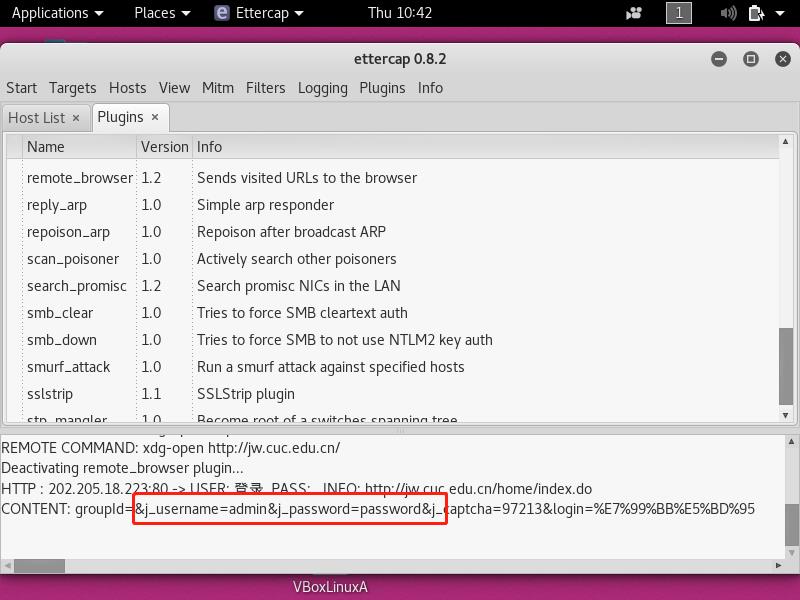 Applications Places Ettercap Thu 10:42 1
ettercap 0.8.2
Start Targets Hosts View Mitm Filters Logging Plugins Info
Host List × Plugins ×
Name Version Info
remote_browser 1.2 Sends visited URLs to the browser
reply_arp 1.0 Simple arp responder
repoison_arp 1.0 Repoison after broadcast ARP
scan_poisoner 1.0 Actively search other poisoners
search_promisc 1.2 Search promisc NICs in the LAN
smb_clear 1.0 Tries to force SMB cleartext auth
smb_down 1.0 Tries to force SMB to not use NTLM2 key auth
smurf_attack 1.0 Run a smurf attack against specified hosts
sslstrip 1.1 SSLStrip plugin
stp_mangler 1.0 Become root of a switches spanning tree
REMOTE COMMAND: xdg-open http://jw.cuc.edu.cn/
Deactivating remote_browser plugin...
HTTP : 202.205.18.223:80 -> USER: 登录 PASS: INFO: http://jw.cuc.edu.cn/home/index.do
CONTENT: groupId=&j_username=admin&j_password=password&j_captcha=97213&login=%E7%99%BB%E5%BD%95
VBoxLinuxA